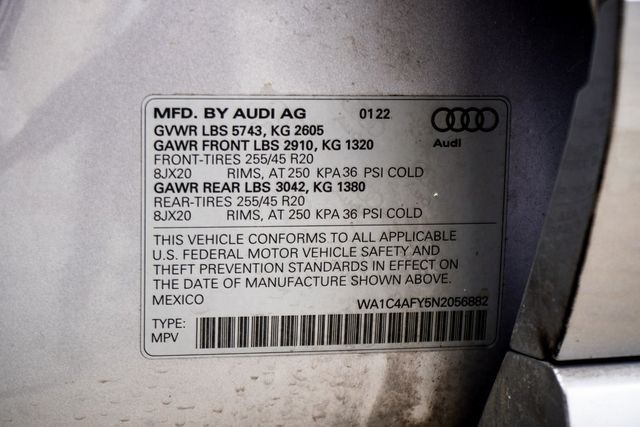 MFD. BY AUDI AG 01 22
GVWR LBS 5743, KG 2605
GAWR FRONT LBS 2910, KG 1320
Audi
FRONT-TIRES 255/45 R20
8JX20 RIMS, AT 250 KPA 36 PSI COLD
GAWR REAR LBS 3042, KG 1380
REAR-TIRES 255/45 R20
8JX20 RIMS, AT 250 KPA 36 PSI COLD
THIS VEHICLE CONFORMS TO ALL APPLICABLE
U.S. FEDERAL MOTOR VEHICLE SAFETY AND
THEFT PREVENTION STANDARDS IN EFFECT ON
THE DATE OF MANUFACTURE SHOWN ABOVE.
MEXICO WA1C4AFY5N2056882
TYPE:
MPV